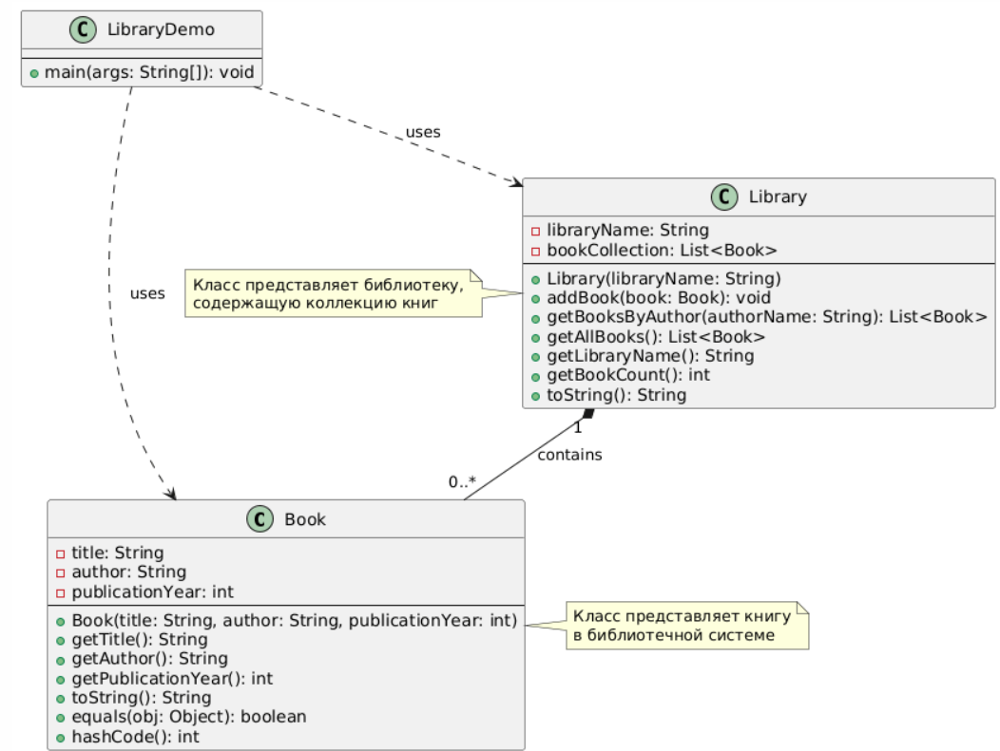 C LibraryDemo
main(args: String[]): void
uses
C Library
libraryName: String
bookCollection: List<Book>
Library(libraryName: String)
addBook(book: Book): void
getBooksByAuthor(authorName: String): List<Book>
getAllBooks(): List<Book>
getLibraryName(): String
getBookCount(): int
toString(): String
Класс представляет библиотеку,
содержащую коллекцию книг
uses
1
contains
0..*
C Book
title: String
author: String
publicationYear: int
Book(title: String, author: String, publicationYear: int)
getTitle(): String
getAuthor(): String
getPublicationYear(): int
toString(): String
equals(obj: Object): boolean
hashCode(): int
Класс представляет книгу
в библиотечной системе